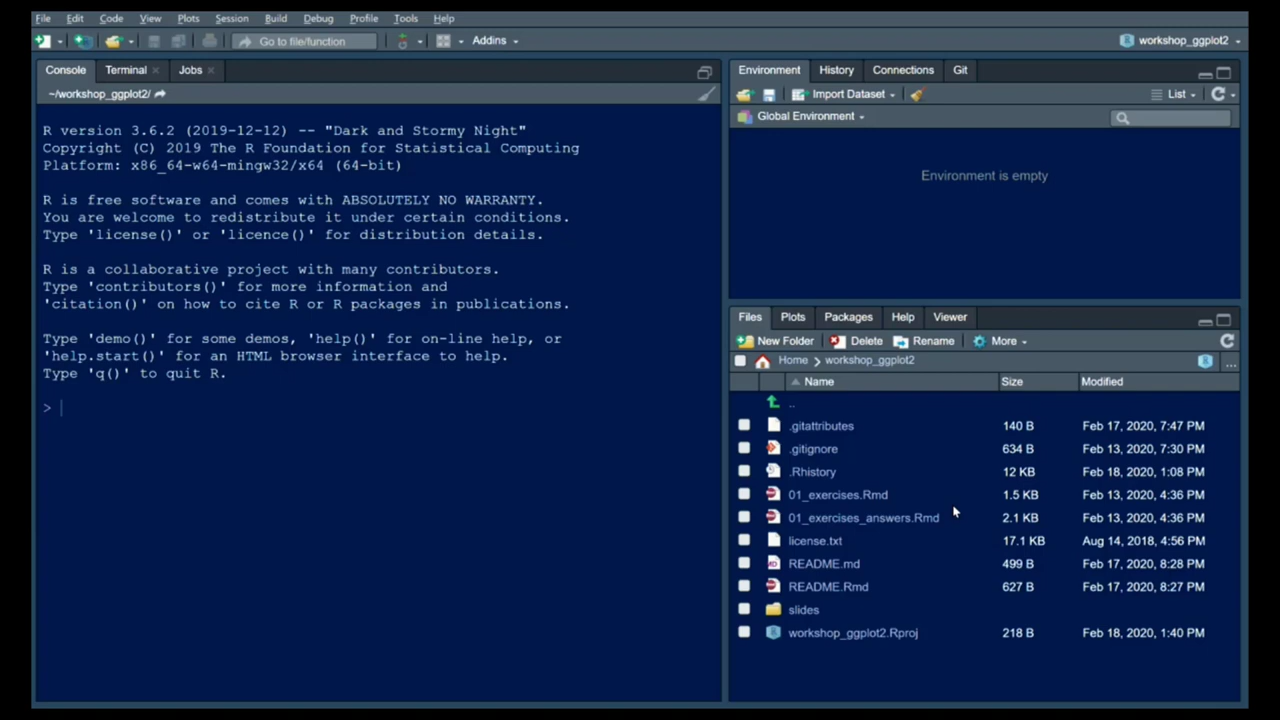 File Edit Code View Plots Session Build Debug Profile Tools Help
Go to file/function Addins workshop_ggplot2
Console Terminal Jobs
~/workshop_ggplot2/
R version 3.6.2 (2019-12-12) -- "Dark and Stormy Night"
Copyright (C) 2019 The R Foundation for Statistical Computing
Platform: x86_64-w64-mingw32/x64 (64-bit)
R is free software and comes with ABSOLUTELY NO WARRANTY.
You are welcome to redistribute it under certain conditions.
Type 'license()' or 'licence()' for distribution details.
R is a collaborative project with many contributors.
Type 'contributors()' for more information and
'citation()' on how to cite R or R packages in publications.
Type 'demo()' for some demos, 'help()' for on-line help, or
'help.start()' for an HTML browser interface to help.
Type 'q()' to quit R.
>
Environment History Connections Git
Import Dataset List
Global Environment
Environment is empty
Files Plots Packages Help Viewer
New Folder Delete Rename More
Home workshop_ggplot2 ...
Name Size Modified
..
.gitattributes 140 B Feb 17, 2020, 7:47 PM
.gitignore 634 B Feb 13, 2020, 7:30 PM
.Rhistory 12 KB Feb 18, 2020, 1:08 PM
01_exercises.Rmd 1.5 KB Feb 13, 2020, 4:36 PM
01_exercises_answers.Rmd 2.1 KB Feb 13, 2020, 4:36 PM
license.txt 17.1 KB Aug 14, 2018, 4:56 PM
README.md 499 B Feb 17, 2020, 8:28 PM
README.Rmd 627 B Feb 17, 2020, 8:27 PM
slides
workshop_ggplot2.Rproj 218 B Feb 18, 2020, 1:40 PM